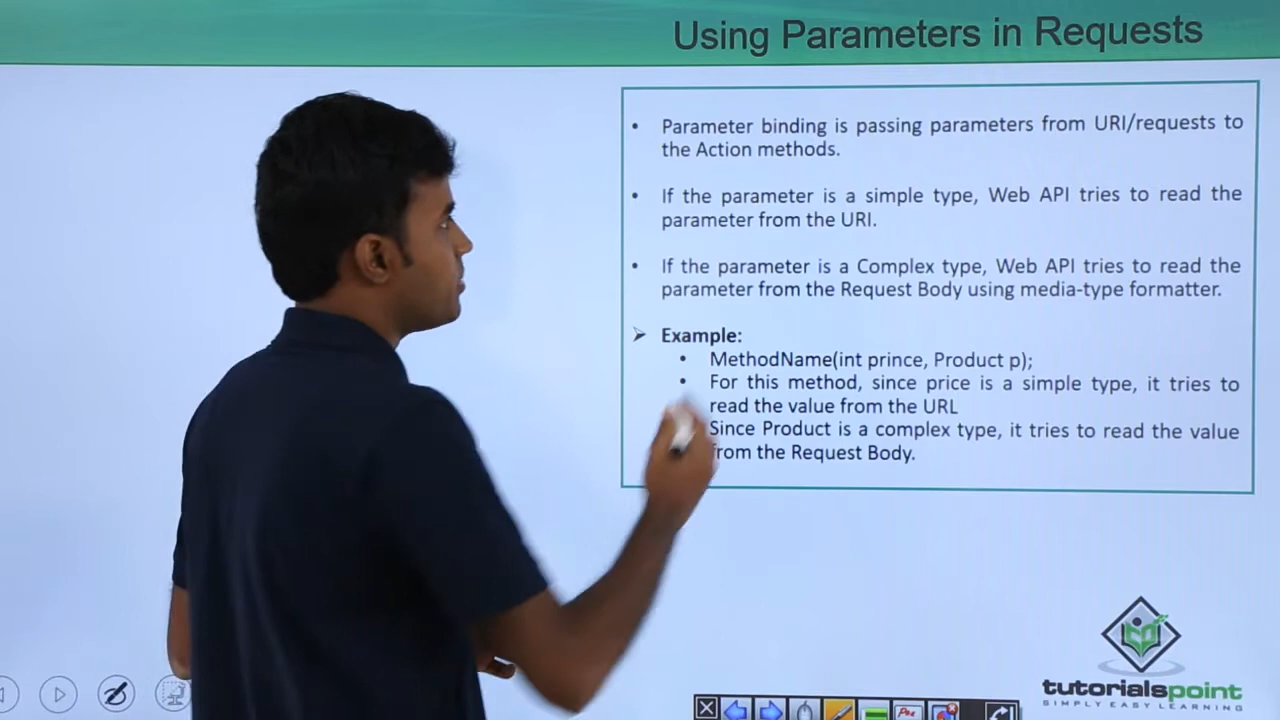 Using Parameters in Requests
• Parameter binding is passing parameters from URI/requests to
the Action methods.
• If the parameter is a simple type, Web API tries to read the
parameter from the URI.
• If the parameter is a Complex type, Web API tries to read the
parameter from the Request Body using media-type formatter.
➢ Example:
• MethodName(int prince, Product p);
• For this method, since price is a simple type, it tries to
read the value from the URL
Since Product is a complex type, it tries to read the value
from the Request Body.
tutorialspoint
SIMPLY EASY LEARNING